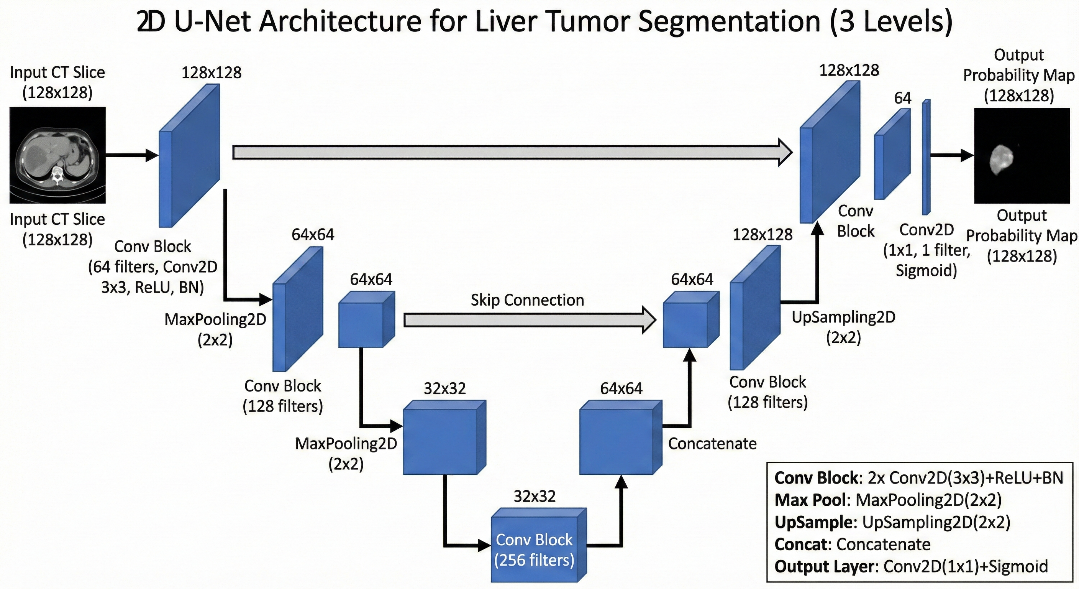 2D U-Net Architecture for Liver Tumor Segmentation (3 Levels)
Input CT Slice
(128x128)
Input CT Slice
(128x128)
128x128
Conv Block
(64 filters, Conv2D
3x3, ReLU, BN)
MaxPooling2D
(2x2)
64x64
Conv Block
(128 filters)
64x64
Skip Connection
MaxPooling2D
(2x2)
32x32
32x32
Conv Block
(256 filters)
64x64
Concatenate
64x64
128x128
Conv Block
(128 filters)
UpSampling2D
(2x2)
128x128
Conv
Block
64
Conv2D
(1x1, 1 filter,
Sigmoid)
Output
Probability Map
(128x128)
Output
Probability Map
(128x128)
Conv Block: 2x Conv2D(3x3)+ReLU+BN
Max Pool: MaxPooling2D(2x2)
UpSample: UpSampling2D(2x2)
Concat: Concatenate
Output Layer: Conv2D(1x1)+Sigmoid